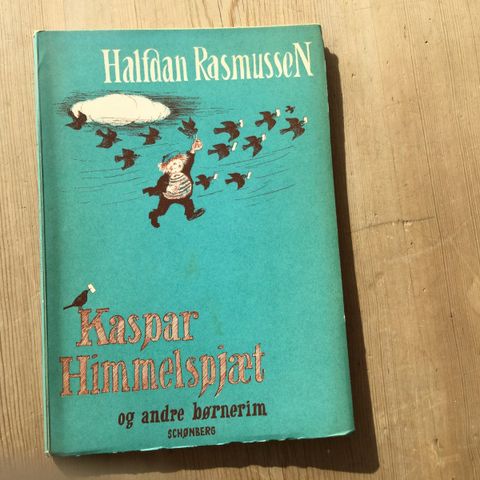 Halfdan Rasmussen
Kaspar
Himmelspjæt
og andre børnerim
SCHØNBERG